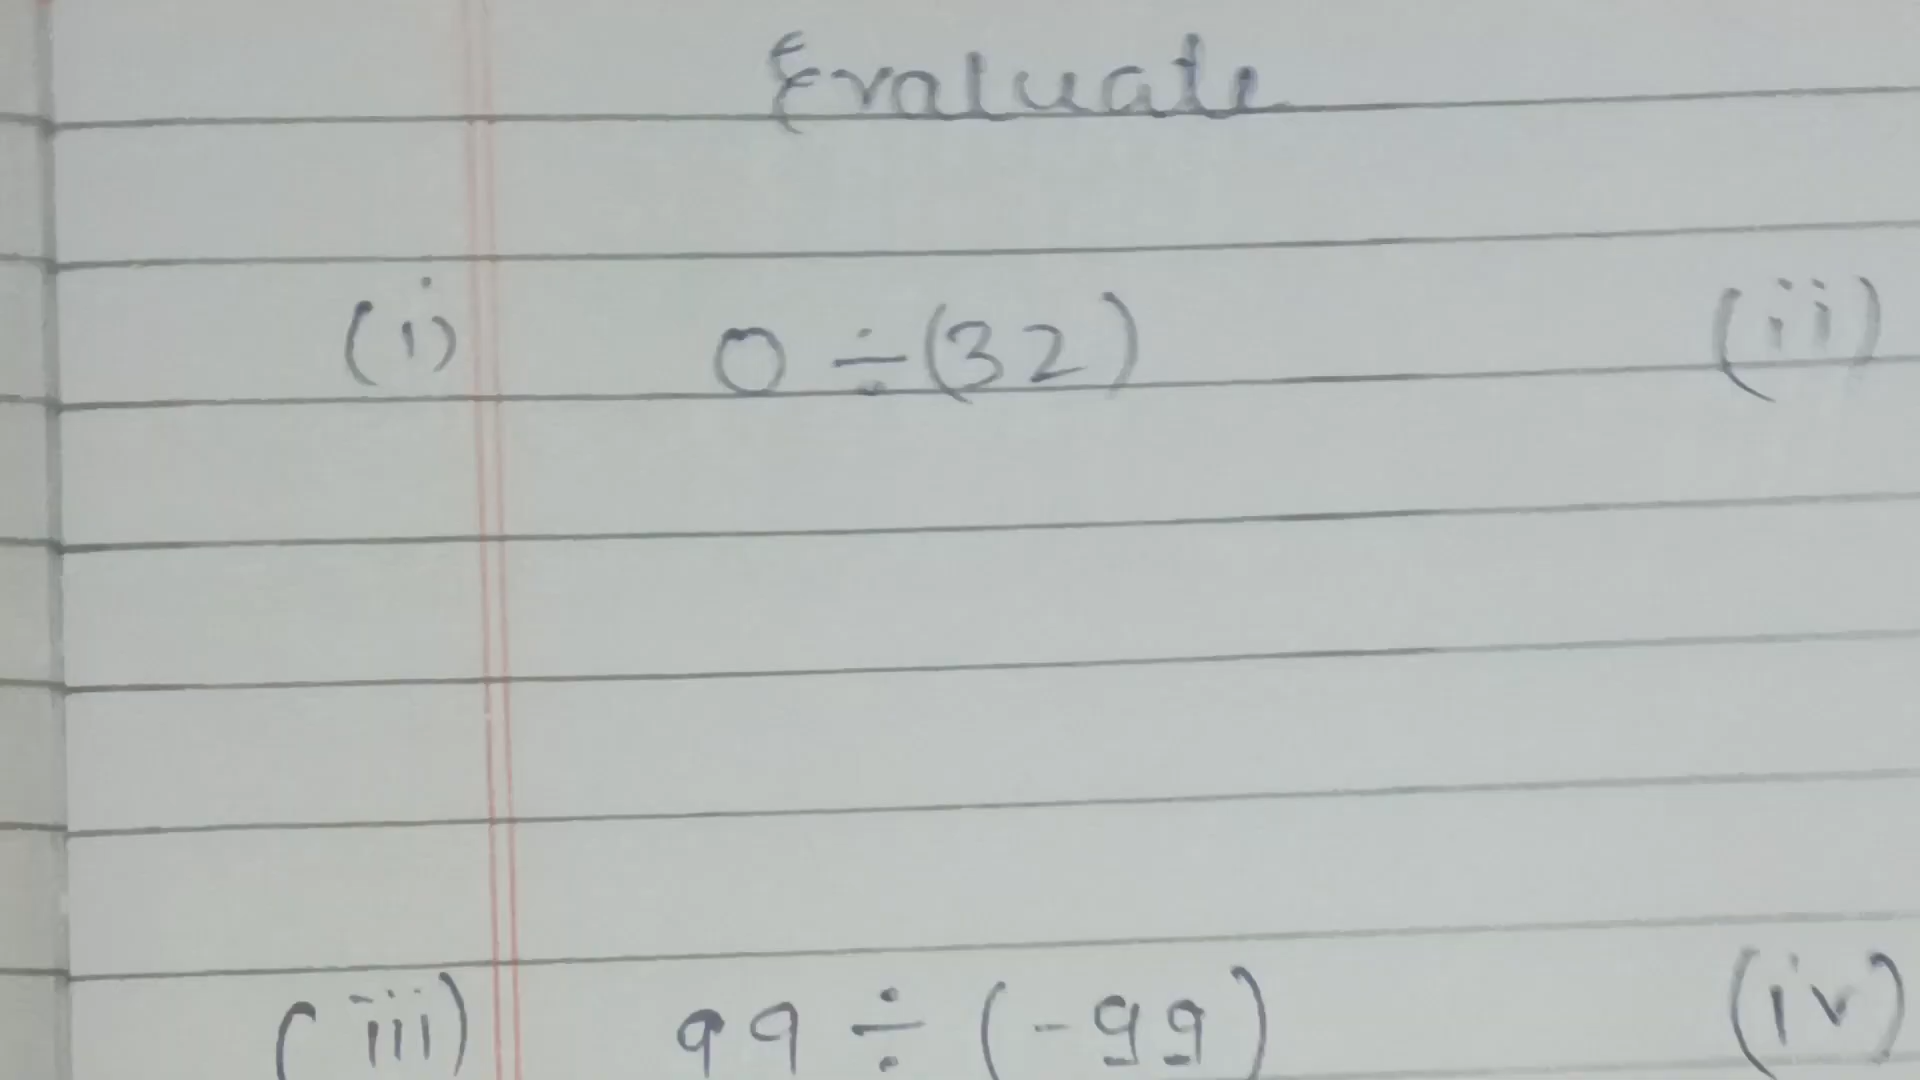 Evaluate
(i) 0 ÷ (32) (ii)
(iii) 99 ÷ (-99) (iv)